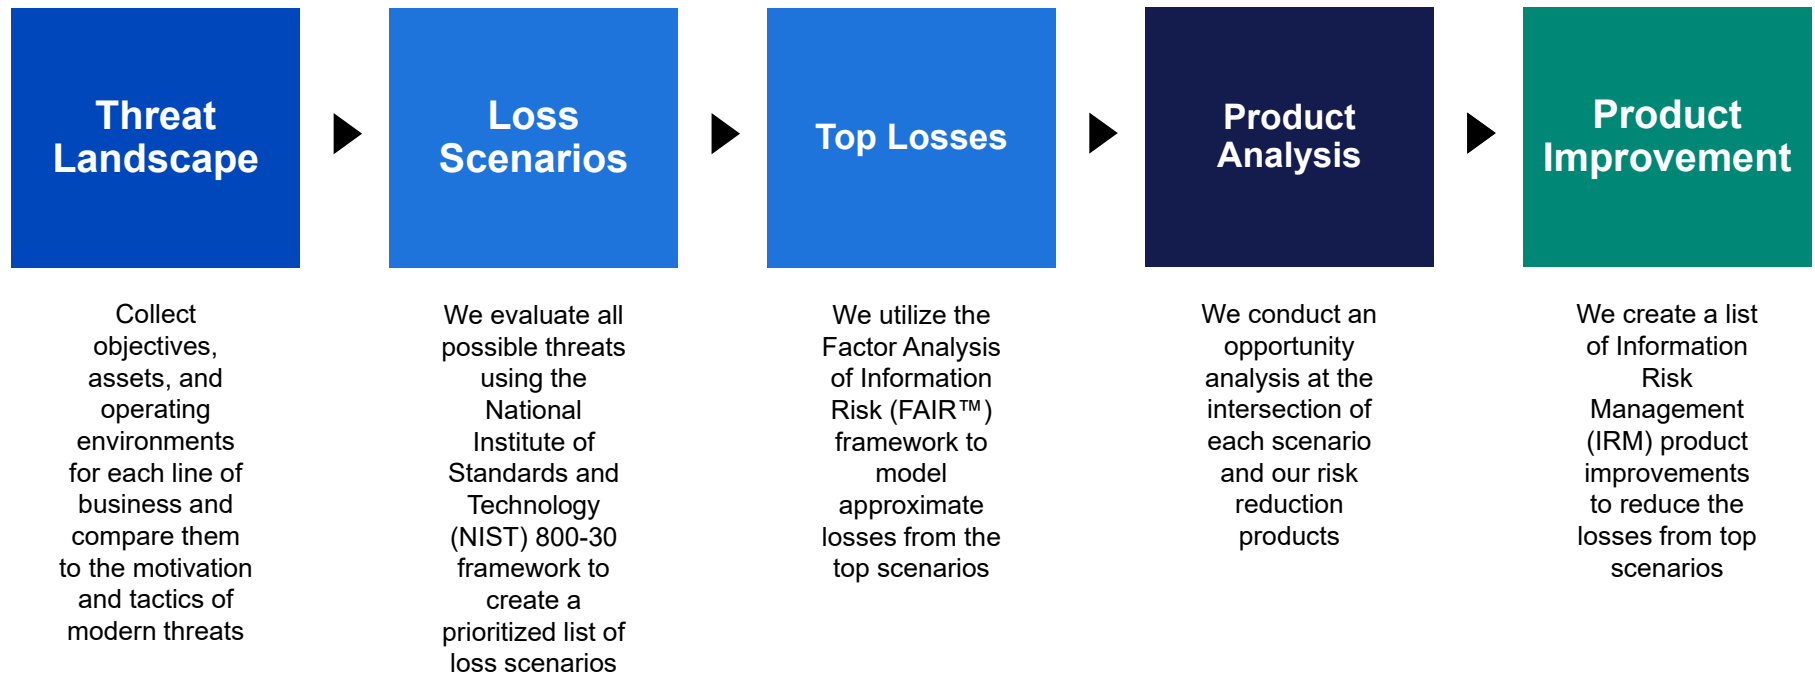 Threat
Landscape
Collect
objectives,
assets, and
operating
environments
for each line of
business and
compare them
to the motivation
and tactics of
modern threats
Loss
Scenarios
We evaluate all
possible threats
using the
National
Institute of
Standards and
Technology
(NIST) 800-30
framework to
create a
prioritized list of
loss scenarios
Top Losses
We utilize the
Factor Analysis
of Information
Risk (FAIR™)
framework to
model
approximate
losses from the
top scenarios
Product
Analysis
We conduct an
opportunity
analysis at the
intersection of
each scenario
and our risk
reduction
products
Product
Improvement
We create a list
of Information
Risk
Management
(IRM) product
improvements
to reduce the
losses from top
scenarios